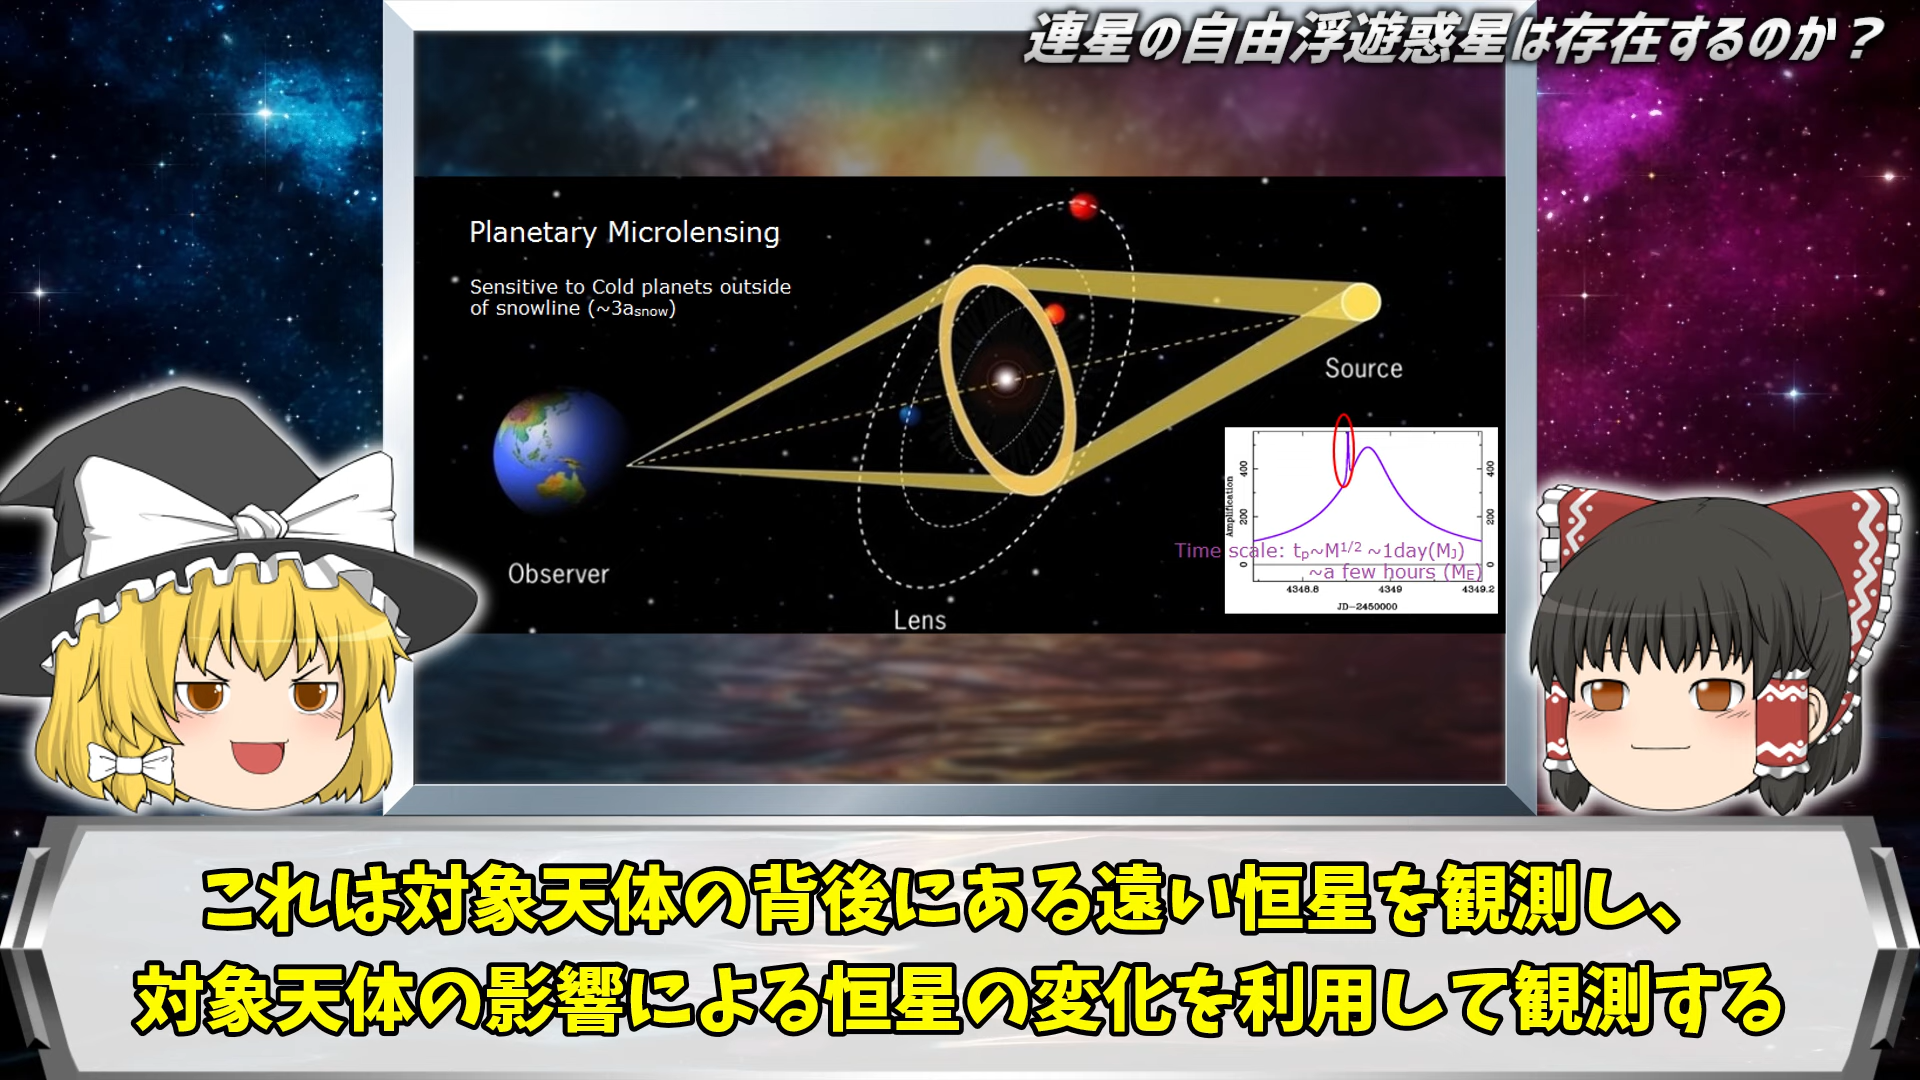 連星の自由浮遊惑星は存在するのか？
Planetary Microlensing
Sensitive to Cold planets outside
of snowline (~3asnow)
Source
Observer
Lens
Amplification
400
200
0
400
200
0
Time scale: tp~M1/2 ~1day(MJ)
~a few hours (ME)
4348.8 4349 4349.2
JD-2450000
これは対象天体の背後にある遠い恒星を観測し、
対象天体の影響による恒星の変化を利用して観測する